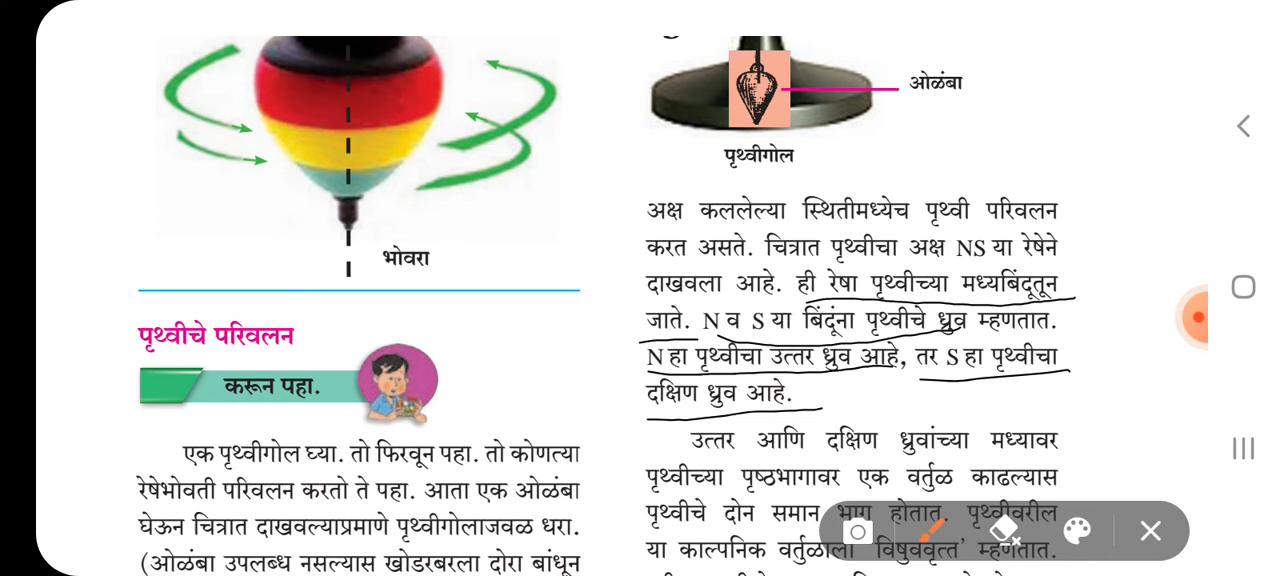 भोवरा
पृथ्वीचे परिवलन
करून पहा.
एक पृथ्वीगोल घ्या. तो फिरवून पहा. तो कोणत्या
रेषेभोवती परिवलन करतो ते पहा. आता एक ओळंबा
घेऊन चित्रात दाखवल्याप्रमाणे पृथ्वीगोलाजवळ धरा.
(ओळंबा उपलब्ध नसल्यास खोडरबरला दोरा बांधून
ओळंबा
पृथ्वीगोल
अक्ष कललेल्या स्थितीमध्येच पृथ्वी परिवलन
करत असते. चित्रात पृथ्वीचा अक्ष NS या रेषेने
दाखवला आहे. ही रेषा पृथ्वीच्या मध्यबिंदूतून
जाते. N व S या बिंदूंना पृथ्वीचे ध्रुव म्हणतात.
N हा पृथ्वीचा उत्तर ध्रुव आहे, तर S हा पृथ्वीचा
दक्षिण ध्रुव आहे.
उत्तर आणि दक्षिण ध्रुवांच्या मध्यावर
पृथ्वीच्या पृष्ठभागावर एक वर्तुळ काढल्यास
पृथ्वीचे दोन समान भाग होतात. पृथ्वीवरील
या काल्पनिक वर्तुळाला 'विषुववृत्त' म्हणतात.